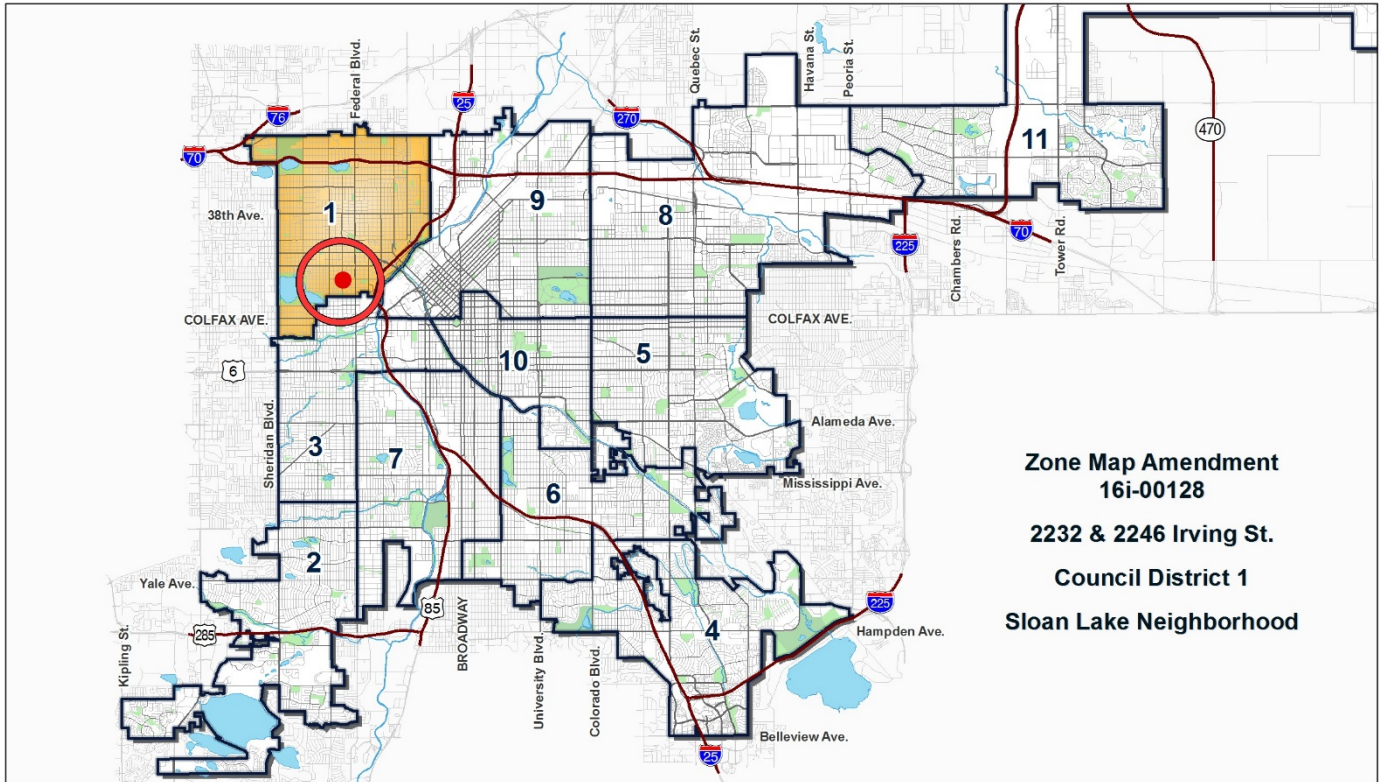 Federal Blvd.
Quebec St.
Havana St.
Peoria St.
76
25
270
70
470
11
1
9
8
38th Ave.
225
70
Chambers Rd.
Tower Rd.
COLFAX AVE.
COLFAX AVE.
6
10
5
Sheridan Blvd.
Alameda Ave.
3
7
Mississippi Ave.
6
Zone Map Amendment
16i-00128
2232 & 2246 Irving St.
Council District 1
Sloan Lake Neighborhood
2
Yale Ave.
85
285
BROADWAY
University Blvd.
Colorado Blvd.
4
225
Hampden Ave.
Kipling St.
Belleview Ave.
25